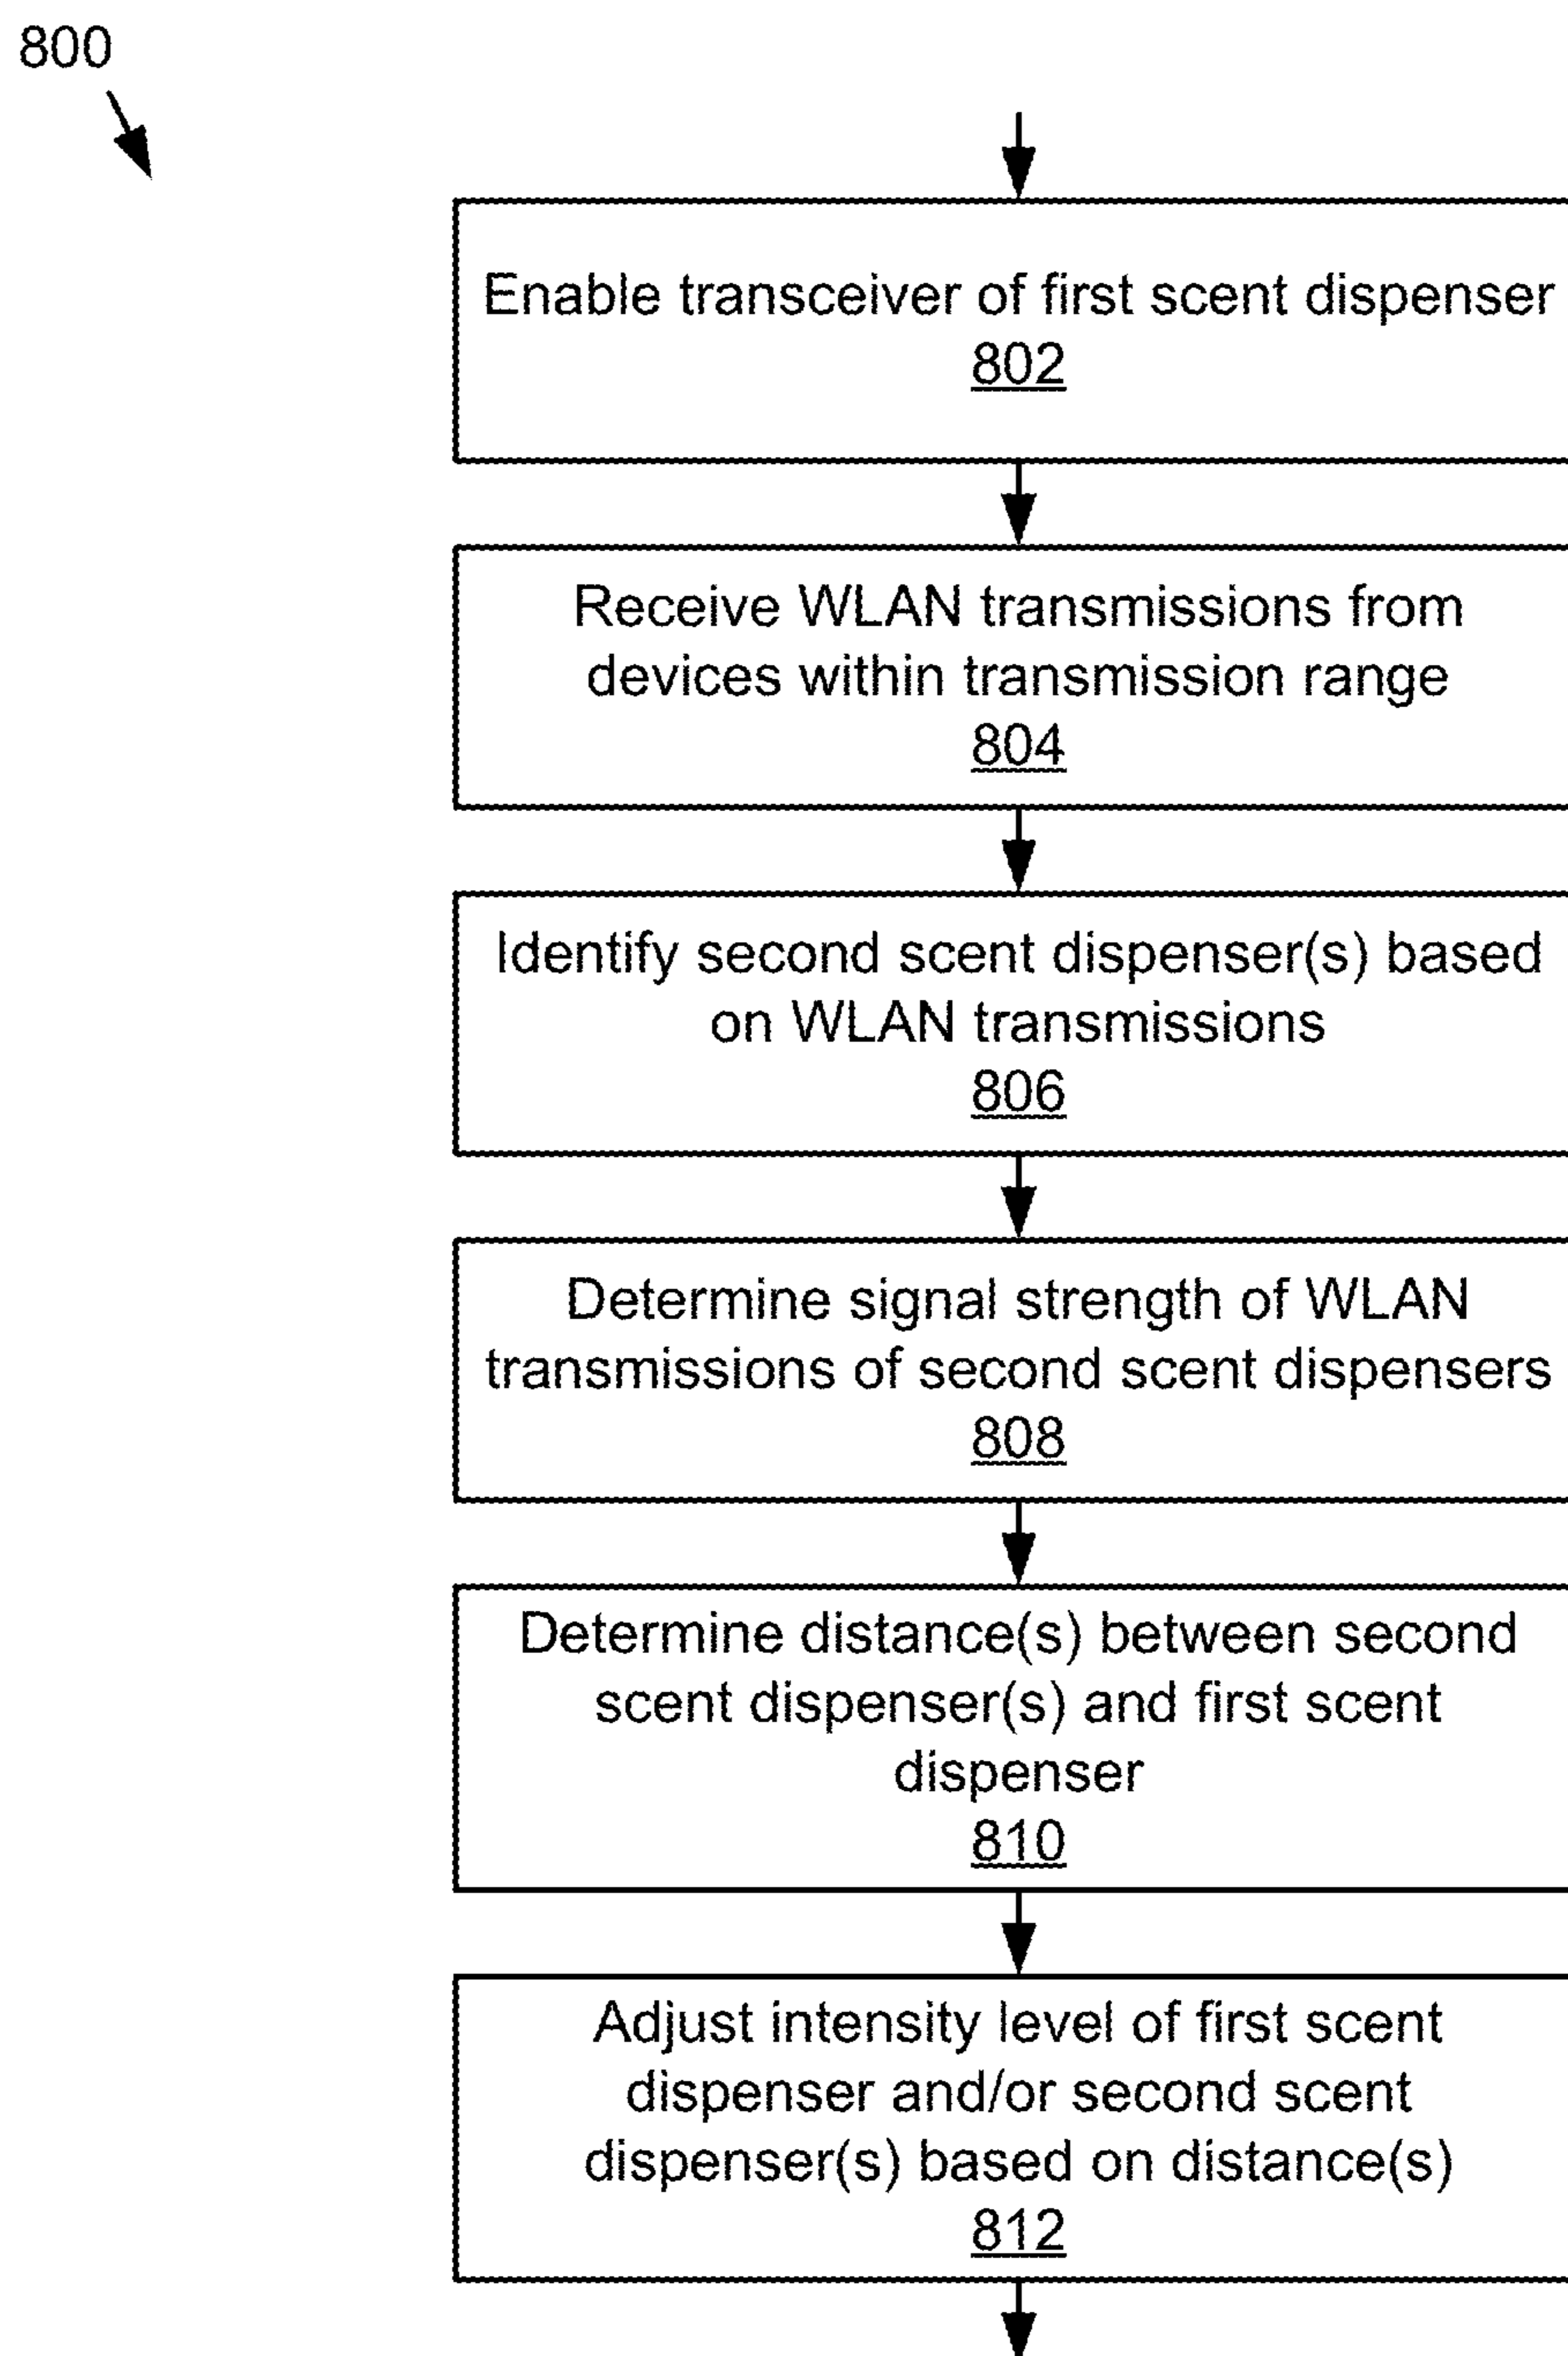 800
Enable transceiver of first scent dispenser
802
Receive WLAN transmissions from
devices within transmission range
804
Identify second scent dispenser(s) based
on WLAN transmissions
806
Determine signal strength of WLAN
transmissions of second scent dispensers
808
Determine distance(s) between second
scent dispenser(s) and first scent
dispenser
810
Adjust intensity level of first scent
dispenser and/or second scent
dispenser(s) based on distance(s)
812